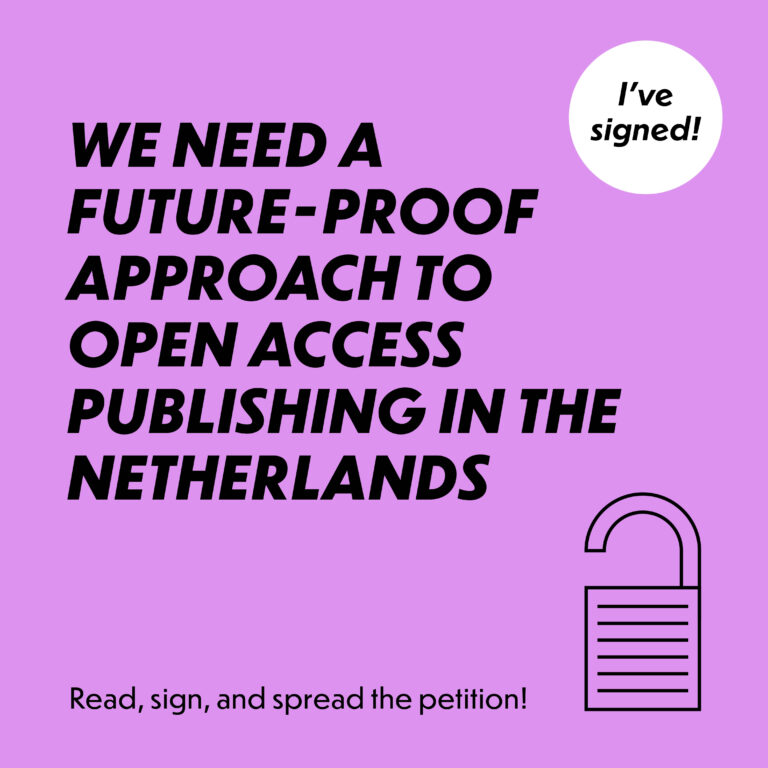 I've
signed!
WE NEED A
FUTURE-PROOF
APPROACH TO
OPEN ACCESS
PUBLISHING IN THE
NETHERLANDS
Read, sign, and spread the petition!